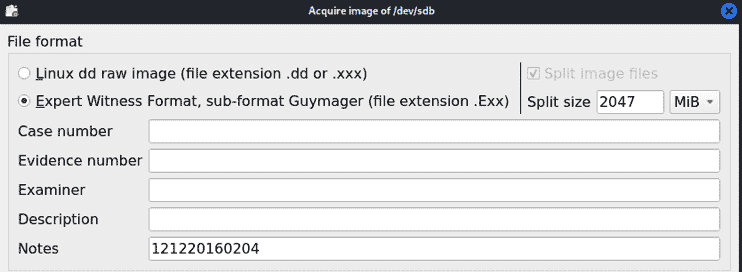 Acquire image of /dev/sdb
File format
Linux dd raw image (file extension .dd or .xxx)
Split image files
Expert Witness Format, sub-format Guymager (file extension .Exx)
Split size 2047 MiB
Case number
Evidence number
Examiner
Description
Notes 121220160204